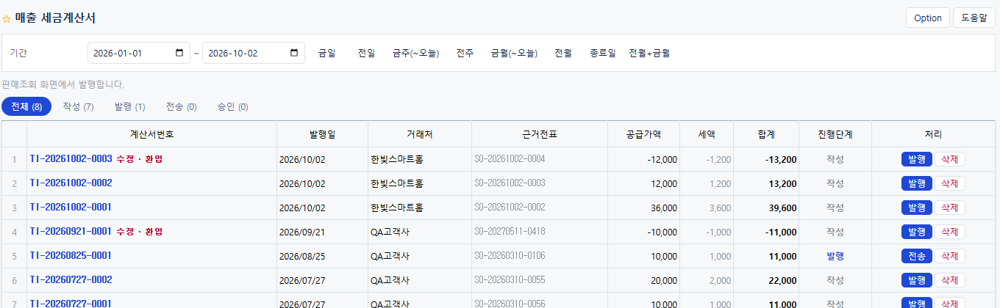 ☆ 매출 세금계산서 Option 도움말
기간 2026-01-01 ~ 2026-10-02 금일 전일 금주(~오늘) 전주 금월(~오늘) 전월 종료일 전월+금월
판매조회 화면에서 발행합니다.
전체 (8) 작성 (7) 발행 (1) 전송 (0) 승인 (0)
계산서번호 발행일 거래처 근거전표 공급가액 세액 합계 진행단계 처리
1 TI-20261002-0003 수정 · 환입 2026/10/02 한빛스마트홈 SO-20261002-0004 -12,000 -1,200 -13,200 작성 발행 삭제
2 TI-20261002-0002 2026/10/02 한빛스마트홈 SO-20261002-0003 12,000 1,200 13,200 작성 발행 삭제
3 TI-20261002-0001 2026/10/02 한빛스마트홈 SO-20261002-0002 36,000 3,600 39,600 작성 발행 삭제
4 TI-20260921-0001 수정 · 환입 2026/09/21 QA고객사 SO-20270511-0418 -10,000 -1,000 -11,000 작성 발행 삭제
5 TI-20260825-0001 2026/08/25 QA고객사 SO-20260310-0106 10,000 1,000 11,000 발행 전송 삭제
6 TI-20260727-0002 2026/07/27 QA고객사 SO-20260310-0055 20,000 2,000 22,000 작성 발행 삭제
7 TI-20260727-0001 2026/07/27 QA고객사 SO-20260310-0056 10,000 1,000 11,000 작성 발행 삭제